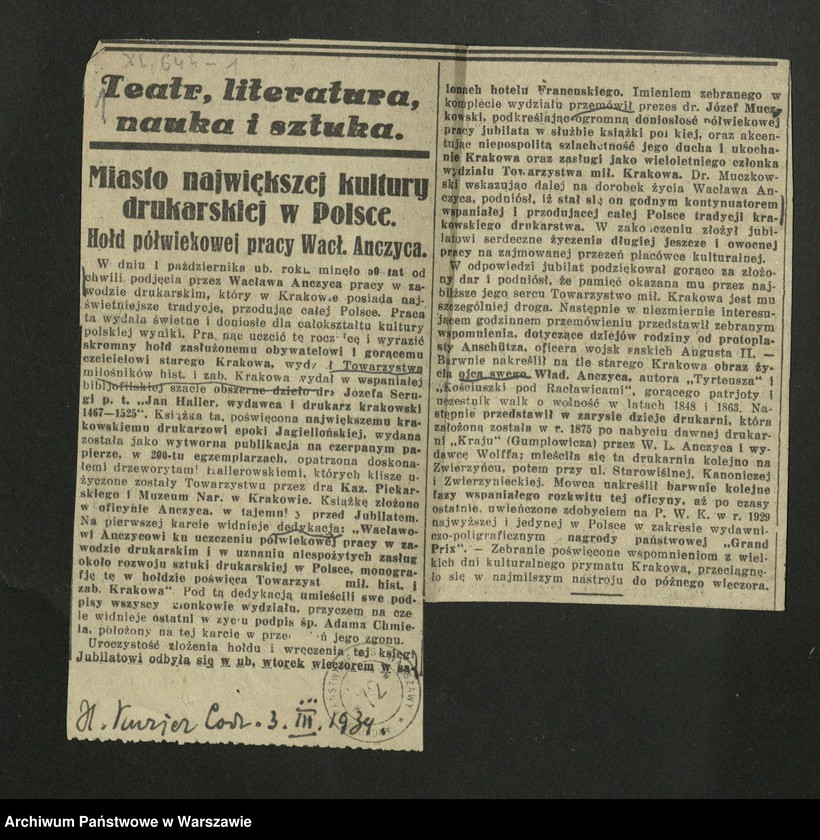 XL. 644-1
Teatr, literatura,
nauka i sztuka.
Miasto największej kultury
drukarskiej w Polsce.
Hołd półwiekowej pracy Wacł. Anczyca.
W dniu 1 października ub. roku minęło 50 lat od
chwili podjęcia przez Wacława Anczyca pracy w za-
wodzie drukarskim, który w Krakowie posiada naj-
świetniejsze tradycje, przodując całej Polsce. Praca
ta wydała świetne i doniosłe dla całokształtu kultury
polskiej wyniki. Pra nąc uczcić tę rocz icę i wyrazić
skromny hołd zasłużonemu obywatelowi i gorącemu
czcicielowi starego Krakowa, wydz ł Towarzystwa
miłośników hist. i zab. Krakowa wydał w wspaniałej
bibljofilskiej szacie obszerne dzieło dr. Józefa Seru-
gi p. t. „Jan Haller, wydawca i drukarz krakowski
1467—1525". Książka ta, poświęcona największemu kra-
kowskiemu drukarzowi epoki Jagiellońskiej, wydana
została jako wytworna publikacja na czerpanym pa-
pierze, w 200-tu egzemplarzach, opatrzona doskona-
łemi drzeworytami hallerowskiemi, których klisze u-
życzone zostały Towarzystwu przez dra Kaz. Piekar-
skiego i Muzeum Nar. w Krakowie. Książkę złożono
w oficynie Anczyca, w tajemn' y przed Jubilatem.
Na pierwszej karcie widnieje dedykacja: „Wacławo-
wi Anczycowi ku uczczeniu półwiekowej pracy w za-
wodzie drukarskim i w uznaniu niespożytych zasług
około rozwoju sztuki drukarskiej w Polsce, monogra-
fję tę w hołdzie poświęca Towarzyst mił. hist. i
zab. Krakowa". Pod tą dedykacją umieścili swe pod-
pisy wszyscy członkowie wydziału, przyczem na cze
le widnieje ostatni w życiu podpis śp. Adama Chmie-
la, położony na tej karcie w prze ń jego zgonu.
Uroczystość złożenia hołdu i wręczenia tej księgi
Jubilatowi odbyła się w ub. wtorek wieczorem w sa-
lonach hotelu Francuskiego. Imieniem zebranego w
komplecie wydziału przemówił prezes dr. Józef Mucz-
kowski, podkreślając ogromną doniosłość półwiekowej
pracy jubilata w służbie książki pol kiej, oraz akcen-
tując niepospolitą szlachetność jego ducha i ukocha-
nie Krakowa oraz zasługi jako wieloletniego członka
wydziału Towarzystwa mił. Krakowa. Dr. Muczkow-
ski wskazując dalej na dorobek życia Wacława An-
czyca, podniósł, iż stał się on godnym kontynuatorem
wspaniałej i przodującej całej Polsce tradycji kra-
kowskiego drukarstwa. W zakończeniu złożył jubi-
latowi serdeczne życzenia długiej jeszcze i owocnej
pracy na zajmowanej przezeń placówce kulturalnej.
W odpowiedzi jubilat podziękował gorąco za złożo-
ny dar i podniósł, że pamięć okazana mu przez naj-
bliższe jego sercu Towarzystwo mił. Krakowa jest mu
szczególniej droga. Następnie w niezmiernie interesu-
jącem godzinnem przemówieniu przedstawił zebranym
wspomnienia, dotyczące dziejów rodziny od protopla-
sty Anschütza, oficera wojsk saskich Augusta II. —
Barwnie nakreślił na tle starego Krakowa obraz ży-
cia ojca swego Wład. Anczyca, autora „Tyrteusza" i
„Kościuszki pod Racławicami", gorącego patrjoty i
uczestnik walk o wolność w latach 1848 i 1863. Na-
stępnie przedstawił w zarysie dzieje drukarni, która
założoną została w r. 1875 po nabyciu dawnej drukar-
ni „Kraju" (Gumplowicza) przez W. L. Anczyca i wy-
dawcę Wolffa; mieściła się ta drukarnia kolejno na
Zwierzyńcu, potem przy ul. Starowiślnej, Kanoniczej
i Zwierzynieckiej. Mowca nakreślił barwnie kolejne
fazy wspaniałego rozkwitu tej oficyny, aż po czasy
ostatnie, uwieńczone zdobyciem na P. W. K. w r. 1929
najwyższej i jedynej w Polsce w zakresie wydawni-
czo-poligraficznym nagrody państwowej „Grand
Prix". — Zebranie poświęcone wspomnieniom z wiel-
kich dni kulturalnego prymatu Krakowa, przeciągnę-
ło się w najmilszym nastroju do późnego wieczora.
Il. Kurjer Codz. 3. III. 1934
72
Archiwum Państwowe w Warszawie